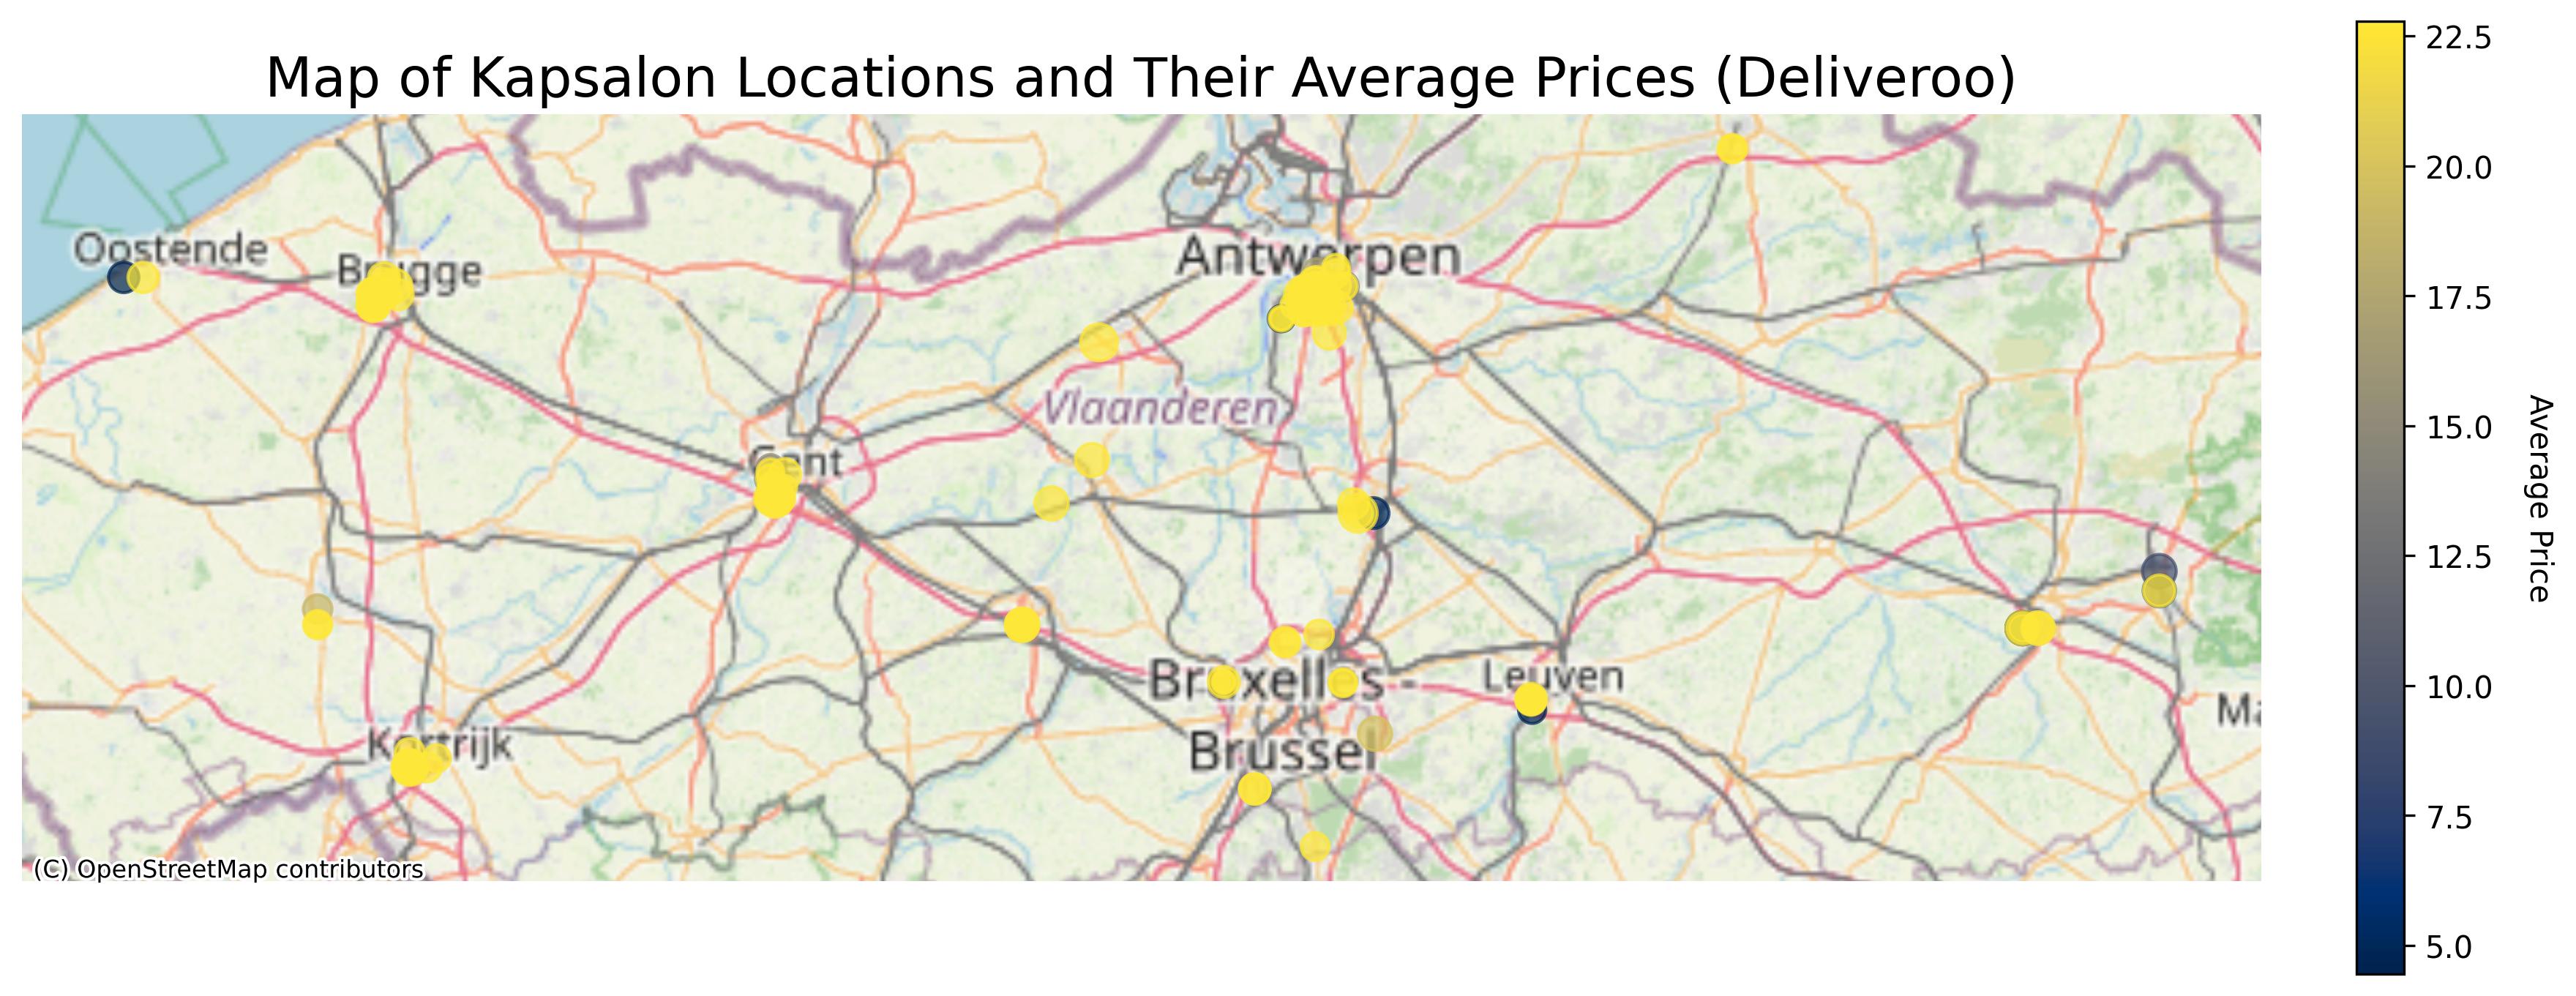 Map of Kapsalon Locations and Their Average Prices (Deliveroo)
Oostende
Brugge
Antwerpen
Vlaanderen
Gent
Bruxelles -
Brussel
Leuven
Kortrijk
Ma
(C) OpenStreetMap contributors
22.5
20.0
17.5
15.0
12.5
10.0
7.5
5.0
Average Price